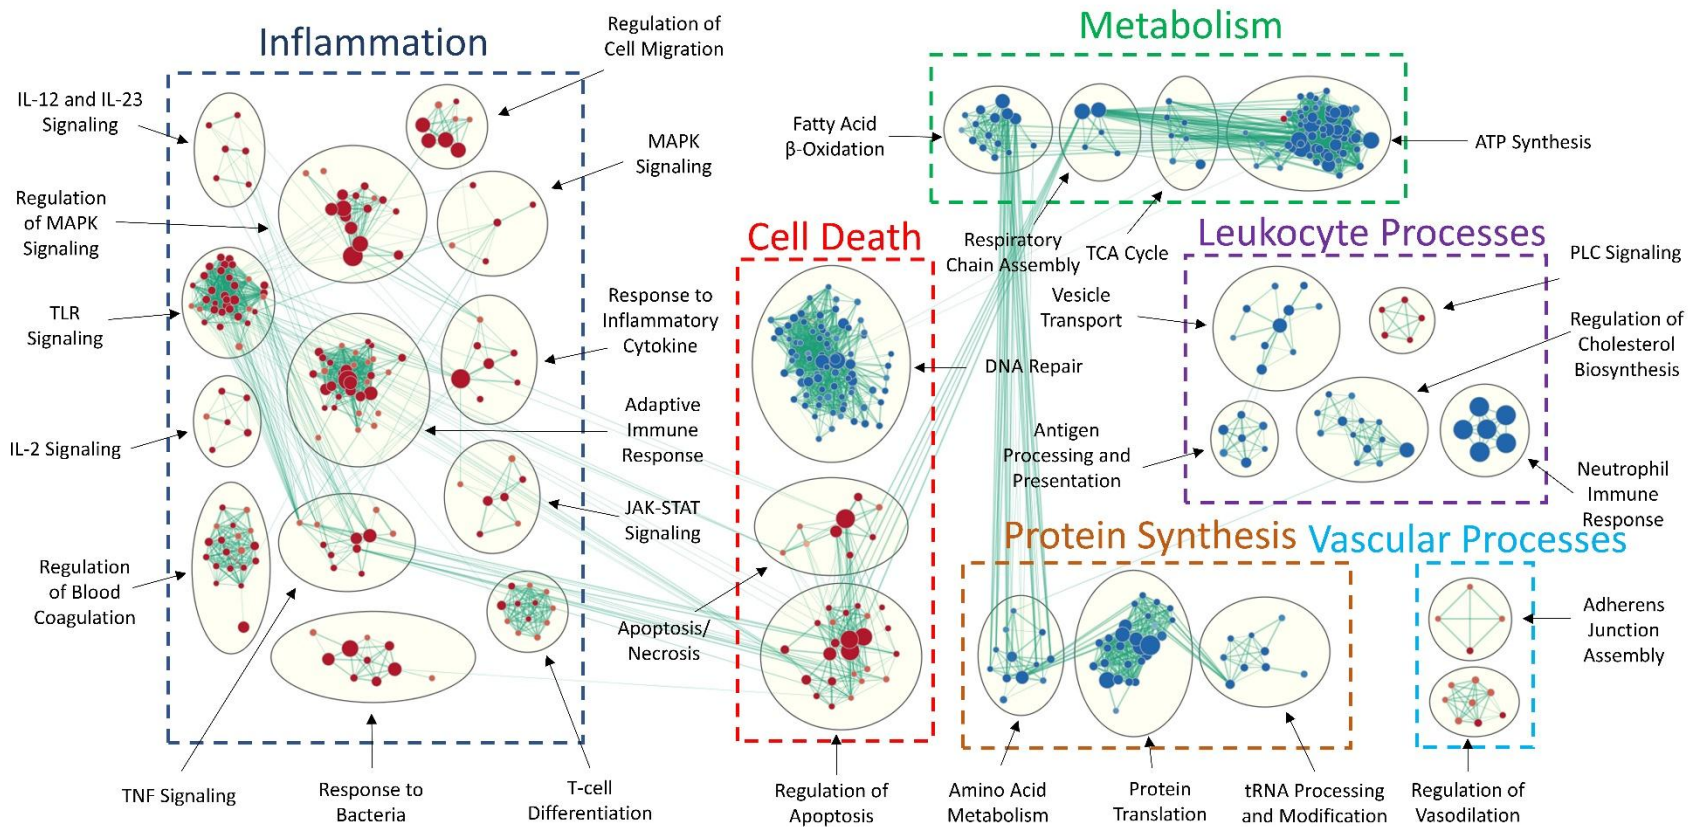 Inflammation
Regulation of
Cell Migration
IL-12 and IL-23
Signaling
MAPK
Signaling
Regulation
of MAPK
Signaling
TLR
Signaling
Response to
Inflammatory
Cytokine
IL-2 Signaling
Adaptive
Immune
Response
JAK-STAT
Signaling
Regulation
of Blood
Coagulation
TNF Signaling
Response to
Bacteria
T-cell
Differentiation
Cell Death
DNA Repair
Apoptosis/
Necrosis
Regulation of
Apoptosis
Metabolism
Fatty Acid
β-Oxidation
ATP Synthesis
Respiratory
Chain Assembly
TCA Cycle
Leukocyte Processes
PLC Signaling
Vesicle
Transport
Regulation of
Cholesterol
Biosynthesis
Antigen
Processing and
Presentation
Neutrophil
Immune
Response
Protein Synthesis
Amino Acid
Metabolism
Protein
Translation
tRNA Processing
and Modification
Vascular Processes
Adherens
Junction
Assembly
Regulation of
Vasodilation